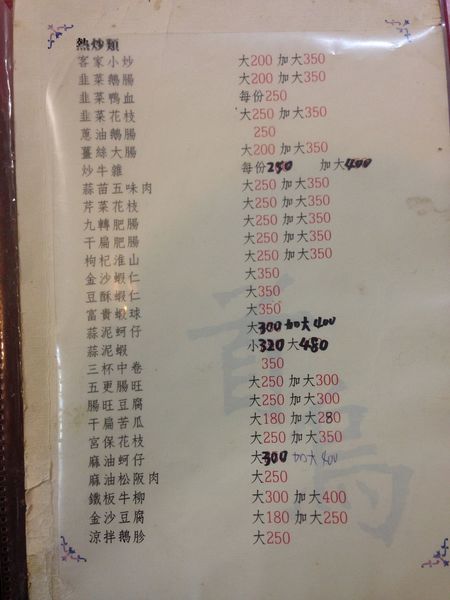 熱炒類
客家小炒 大200 加大350
韭菜鵝腸 大200 加大350
韭菜鴨血 每份250
韭菜花枝 大250 加大350
蔥油鵝腸 250
薑絲大腸 大200 加大350
炒牛雜 每份250 加大400
蒜苗五味肉 大250 加大350
芹菜花枝 大250 加大350
九轉肥腸 大250 加大350
干扁肥腸 大250 加大350
枸杞淮山 大250 加大350
金沙蝦仁 大350
豆酥蝦仁 大350
富貴蝦球 大350
蒜泥蚵仔 大300 加大400
蒜泥蝦 小320 大480
三杯中卷 350
五更腸旺 大250 加大300
腸旺豆腐 大250 加大300
干扁苦瓜 大180 加大280
宮保花枝 大250 加大350
麻油蚵仔 大300 加大400
麻油松阪肉 大250
鐵板牛柳 大300 加大400
金沙豆腐 大180 加大250
涼拌鵝胗 大250